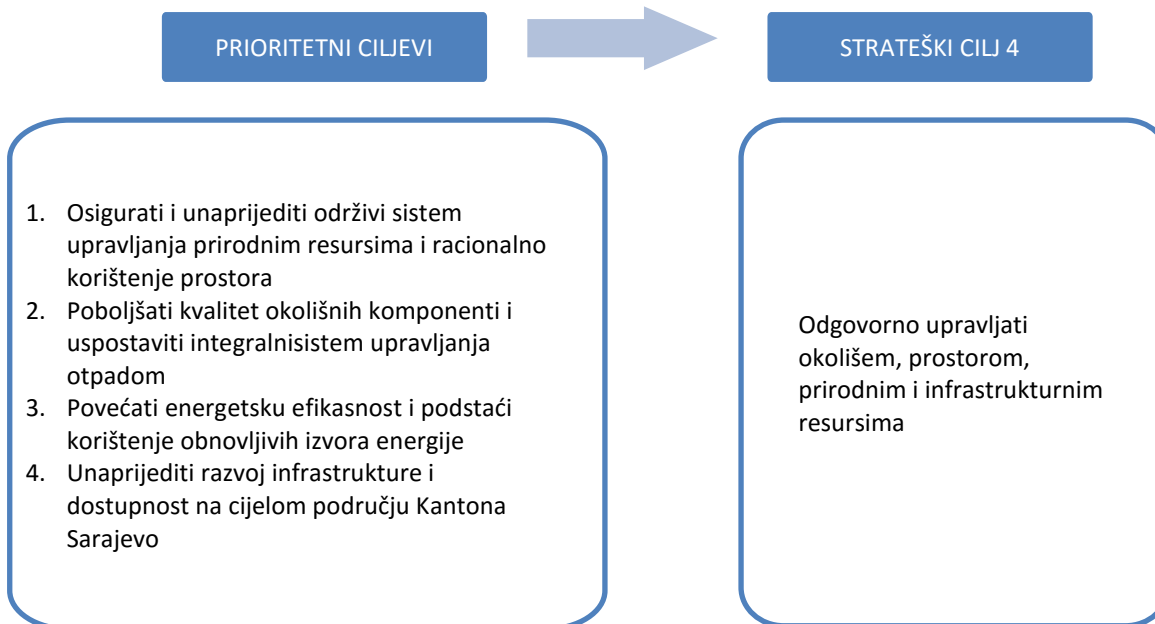 PRIORITETNI CILJEVI
STRATEŠKI CILJ 4
1. Osigurati i unaprijediti održivi sistem
upravljanja prirodnim resursima i racionalno
korištenje prostora
2. Poboljšati kvalitet okolišnih komponenti i
uspostaviti integralnisistem upravljanja
otpadom
3. Povećati energetsku efikasnost i podstaći
korištenje obnovljivih izvora energije
4. Unaprijediti razvoj infrastrukture i
dostupnost na cijelom području Kantona
Sarajevo
Odgovorno upravljati
okolišem, prostorom,
prirodnim i infrastrukturnim
resursima